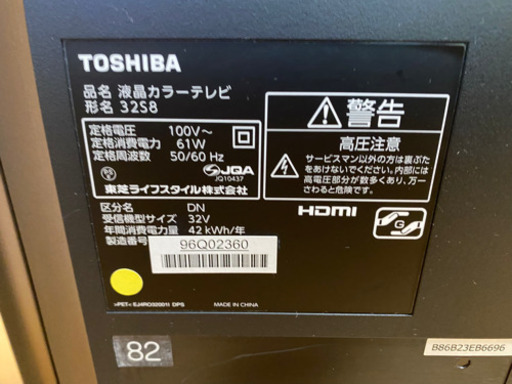 TOSHIBA
品名 液晶カラーテレビ
形名 32S8
定格電圧 100V～
定格消費電力 61W
定格周波数 50/60 Hz
JQA
JQ10437
東芝ライフスタイル株式会社
区分名 DN
受信機型サイズ 32V
年間消費電力量 42 kWh/年
製造番号 96Q02360
警告
高圧注意
サービスマン以外の方は裏ぶた
をあけないでください。内部には
高電圧部分が数多くあり、万一
さわると危険です。
HDMI
G
>PET< EJ4RO32001I DPS
MADE IN CHINA
82
B86B23EB6696